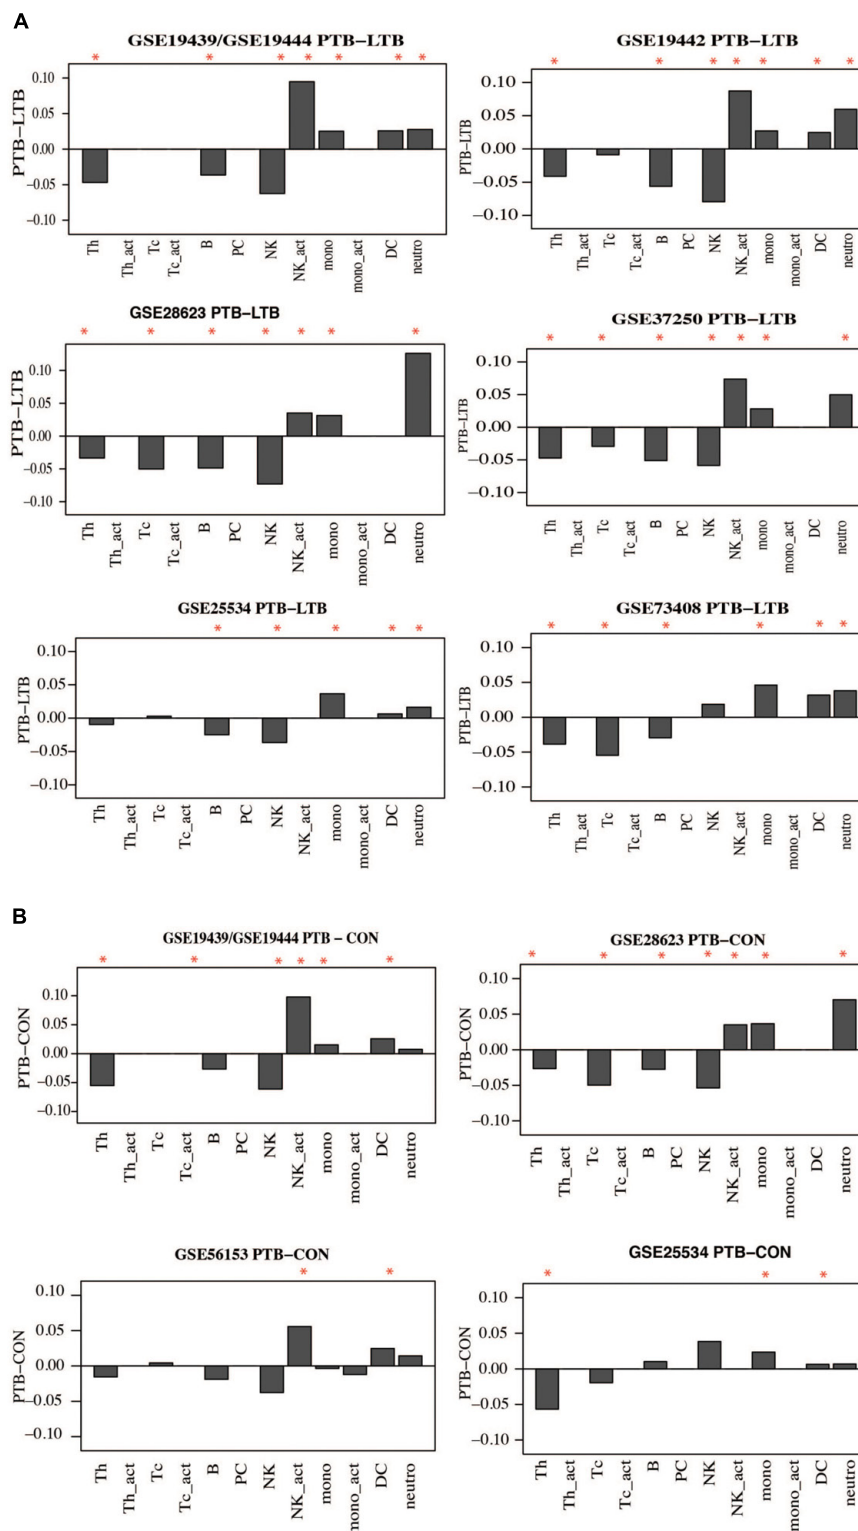 A
GSE19439/GSE19444 PTB–LTB
* * * * * * *
PTB–LTB
0.10
0.05
0.00
−0.05
−0.10
Th Th_act Tc Tc_act B PC NK NK_act mono mono_act DC neutro
GSE19442 PTB–LTB
* * * * * * *
PTB–LTB
0.10
0.05
0.00
−0.05
−0.10
Th Th_act Tc Tc_act B PC NK NK_act mono mono_act DC neutro
GSE28623 PTB–LTB
* * * * * * *
PTB–LTB
0.10
0.05
0.00
−0.05
−0.10
Th Th_act Tc Tc_act B PC NK NK_act mono mono_act DC neutro
GSE37250 PTB–LTB
* * * * * * *
PTB–LTB
0.10
0.05
0.00
−0.05
−0.10
Th Th_act Tc Tc_act B PC NK NK_act mono mono_act DC neutro
GSE25534 PTB–LTB
* * * * *
PTB–LTB
0.10
0.05
0.00
−0.05
−0.10
Th Th_act Tc Tc_act B PC NK NK_act mono mono_act DC neutro
GSE73408 PTB–LTB
* * * * * *
PTB–LTB
0.10
0.05
0.00
−0.05
−0.10
Th Th_act Tc Tc_act B PC NK NK_act mono mono_act DC neutro
B
GSE19439/GSE19444 PTB – CON
* * * * * *
PTB–CON
0.10
0.05
0.00
−0.05
−0.10
Th Th_act Tc Tc_act B PC NK NK_act mono mono_act DC neutro
GSE28623 PTB–CON
* * * * * * *
PTB–CON
0.10
0.05
0.00
−0.05
−0.10
Th Th_act Tc Tc_act B PC NK NK_act mono mono_act DC neutro
GSE56153 PTB–CON
* *
PTB–CON
0.10
0.05
0.00
−0.05
−0.10
Th Th_act Tc Tc_act B PC NK NK_act mono mono_act DC neutro
GSE25534 PTB–CON
* * *
PTB–CON
0.10
0.05
0.00
−0.05
−0.10
Th Th_act Tc Tc_act B PC NK NK_act mono mono_act DC neutro